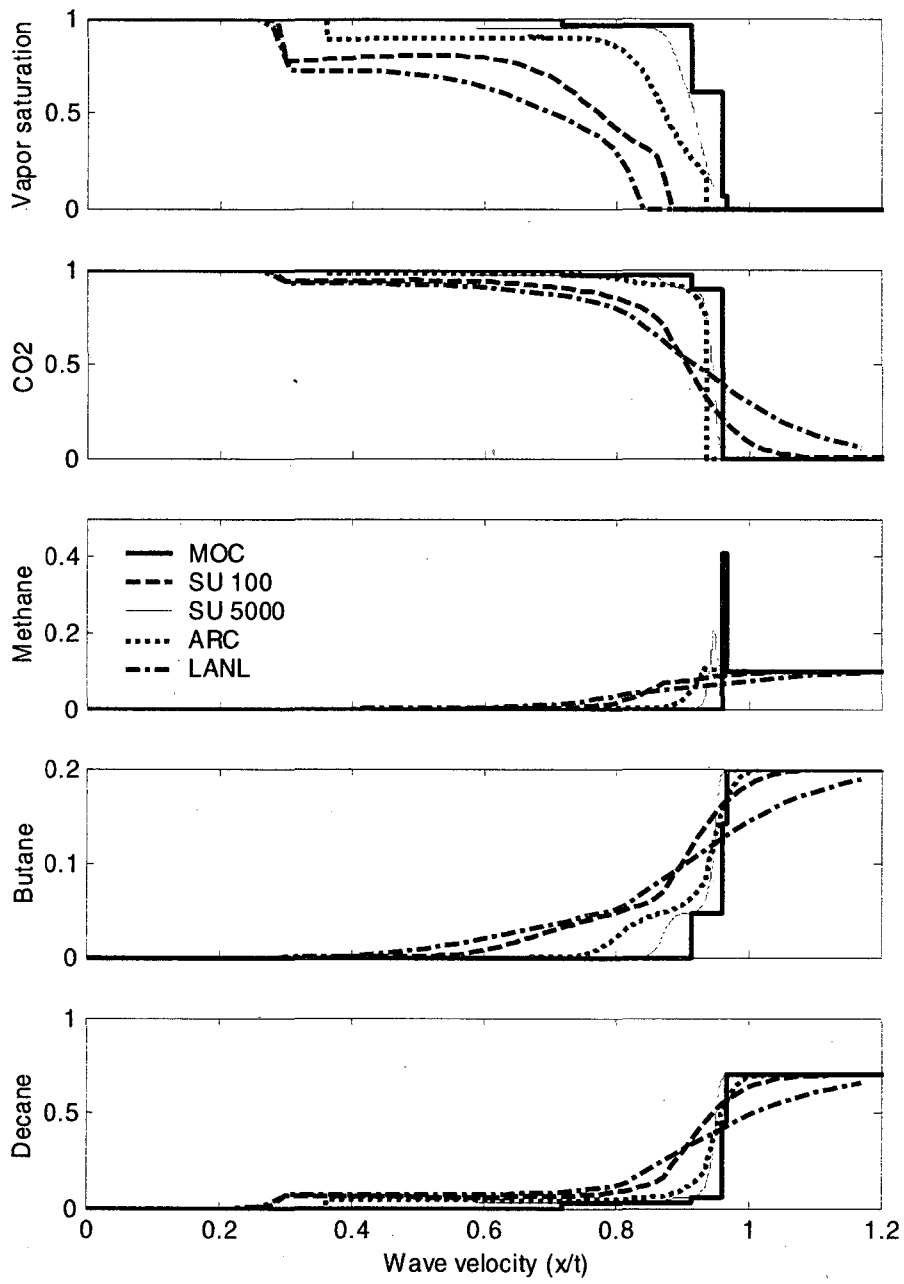 1
0.5
0
Vapor saturation
1
0.5
0
CO2
0.4
0.2
0
Methane
MOC
SU 100
SU 5000
ARC
LANL
0.2
0.1
0
Butane
1
0.5
0
Decane
0 0.2 0.4 0.6 0.8 1 1.2
Wave velocity (x/t)